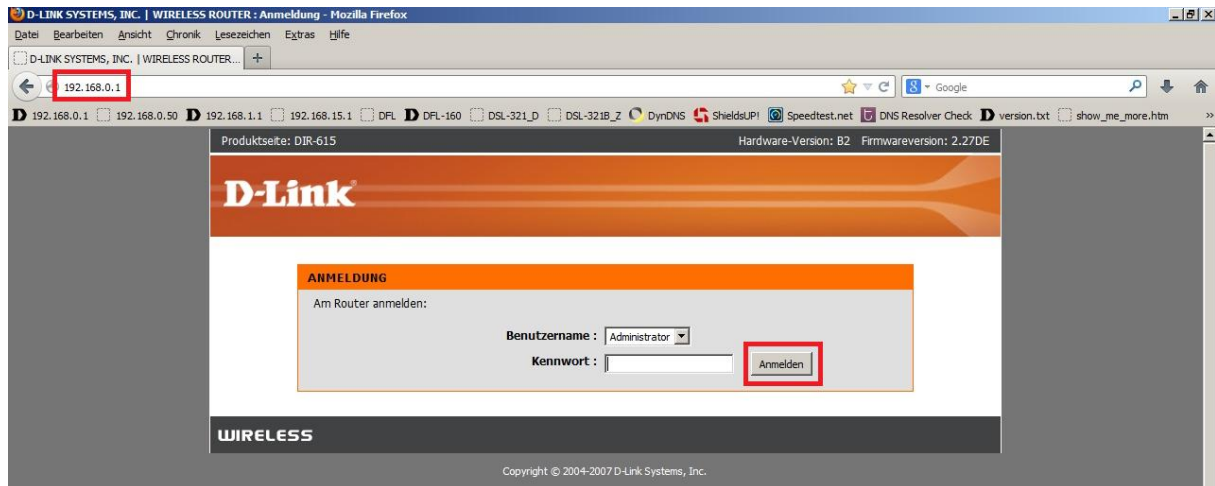 D-LINK SYSTEMS, INC. | WIRELESS ROUTER : Anmeldung - Mozilla Firefox
Datei Bearbeiten Ansicht Chronik Lesezeichen Extras Hilfe
D-LINK SYSTEMS, INC. | WIRELESS ROUTER... +
192.168.0.1 8 Google
192.168.0.1 192.168.0.50 192.168.1.1 192.168.15.1 DFL DFL-160 DSL-321_D DSL-321B_Z DynDNS ShieldsUP! Speedtest.net DNS Resolver Check version.txt show_me_more.htm »
Produktseite: DIR-615 Hardware-Version: B2 Firmwareversion: 2.27DE
D-Link
ANMELDUNG
Am Router anmelden:
Benutzername : Administrator
Kennwort : Anmelden
WIRELESS
Copyright © 2004-2007 D-Link Systems, Inc.